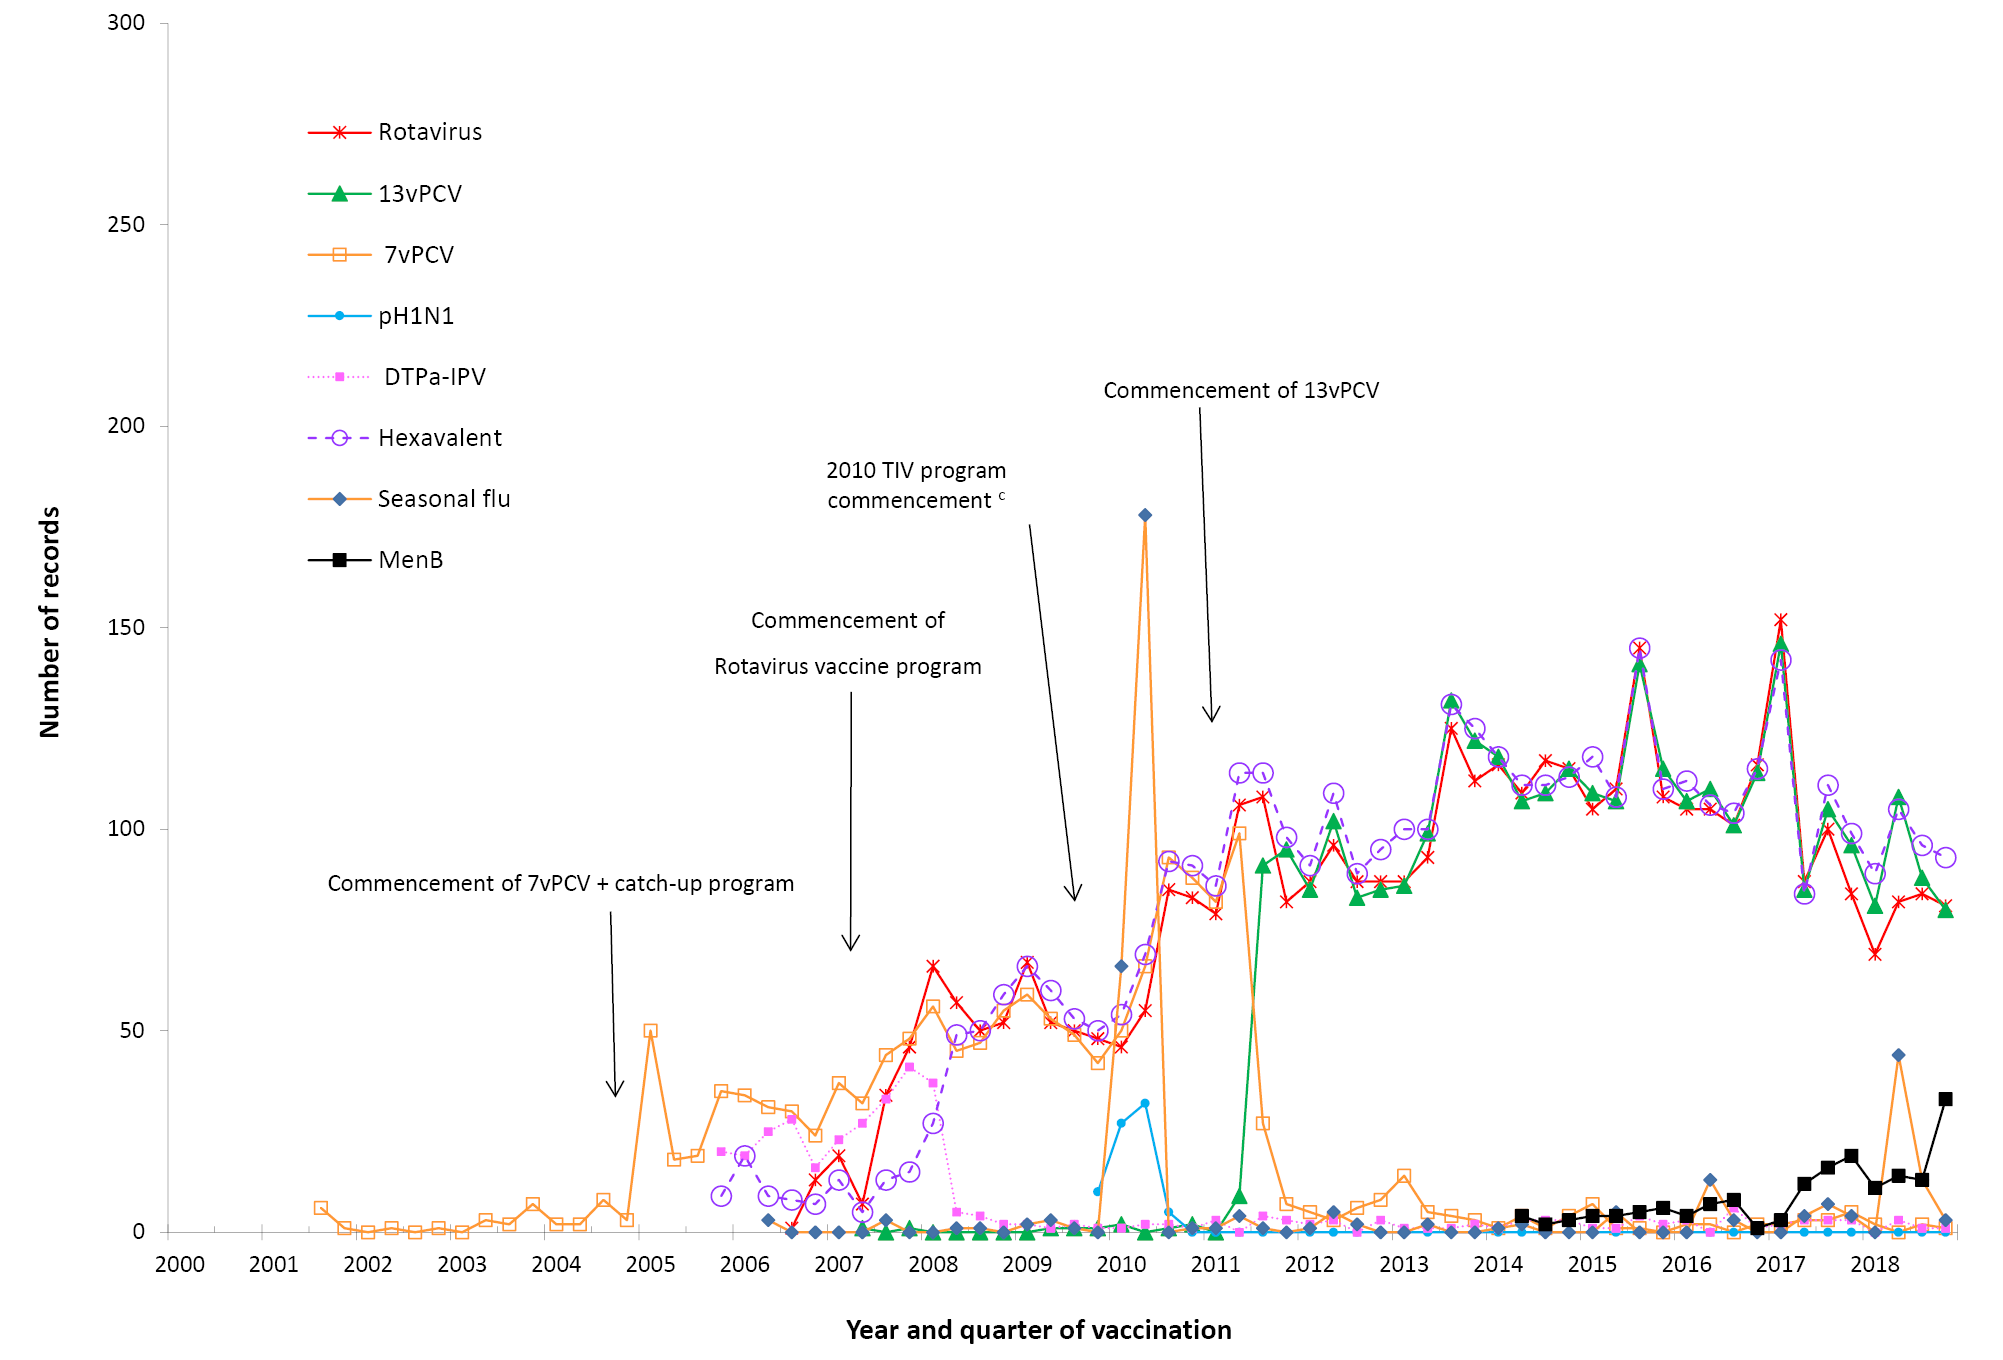 300
250
200
150
100
50
0
Number of records
Rotavirus
13vPCV
7vPCV
pH1N1
DTPa-IPV
Hexavalent
Seasonal flu
MenB
Commencement of 13vPCV
2010 TIV program
commencement c
Commencement of
Rotavirus vaccine program
Commencement of 7vPCV + catch-up program
2000 2001 2002 2003 2004 2005 2006 2007 2008 2009 2010 2011 2012 2013 2014 2015 2016 2017 2018
Year and quarter of vaccination